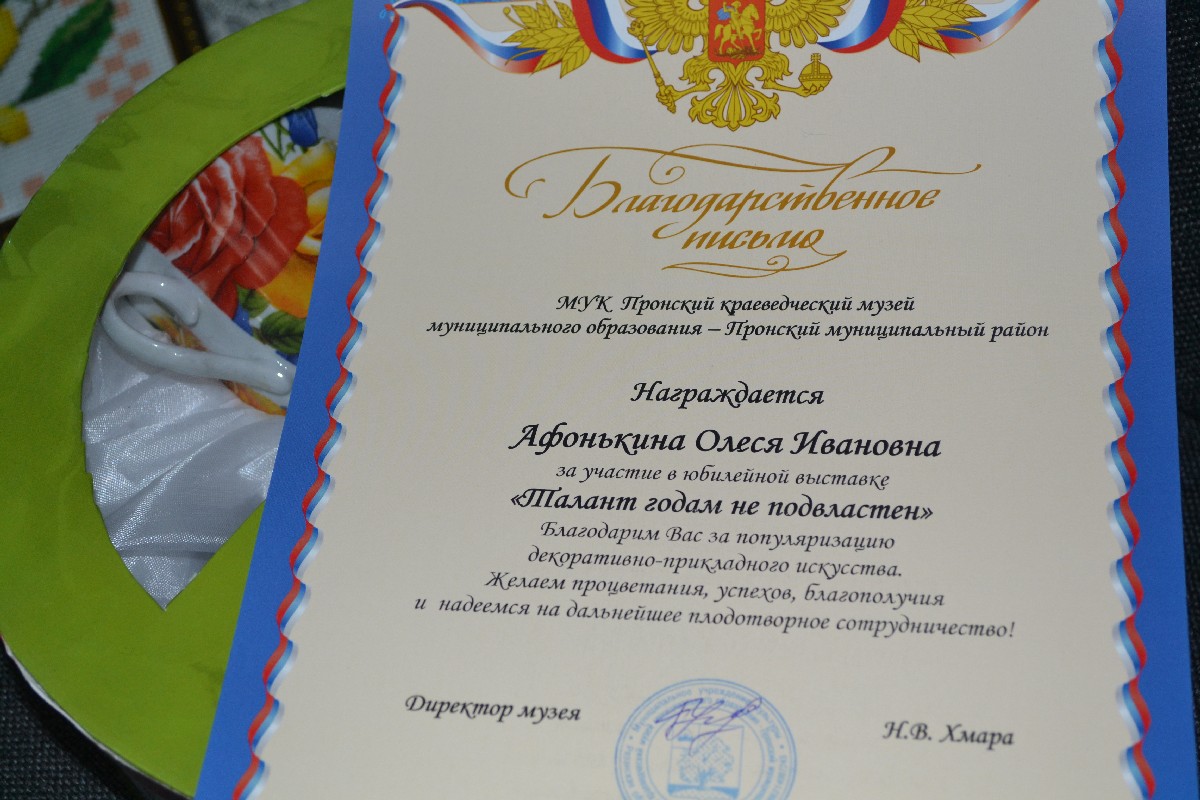 Благодарственное
письмо
МУК Пронский краеведческий музей
муниципального образования – Пронский муниципальный район
Награждается
Афонькина Олеся Ивановна
за участие в юбилейной выставке
«Талант годам не подвластен»
Благодарим Вас за популяризацию
декоративно-прикладного искусства.
Желаем процветания, успехов, благополучия
и надеемся на дальнейшее плодотворное сотрудничество!
Директор музея
Н.В. Хмара